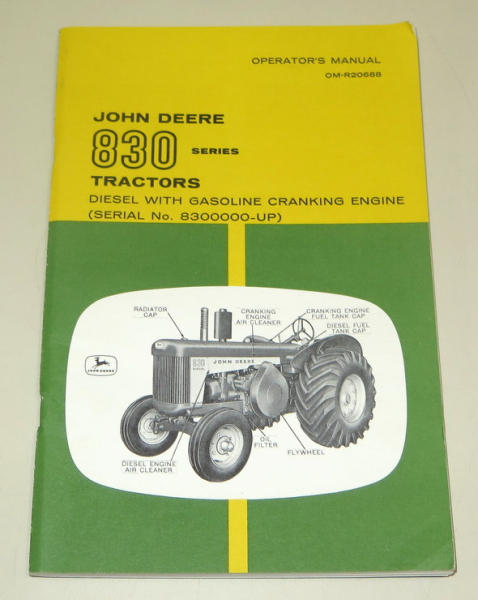 OPERATOR'S MANUAL
OM-R20688
JOHN DEERE
830 SERIES
TRACTORS
DIESEL WITH GASOLINE CRANKING ENGINE
(SERIAL No. 8300000-UP)
RADIATOR
CAP
CRANKING
ENGINE
AIR CLEANER
CRANKING ENGINE
FUEL TANK CAP
DIESEL FUEL
TANK CAP
JOHN DEERE
830
DIESEL
JOHN DEERE
OIL
FILTER
FLYWHEEL
DIESEL ENGINE
AIR CLEANER